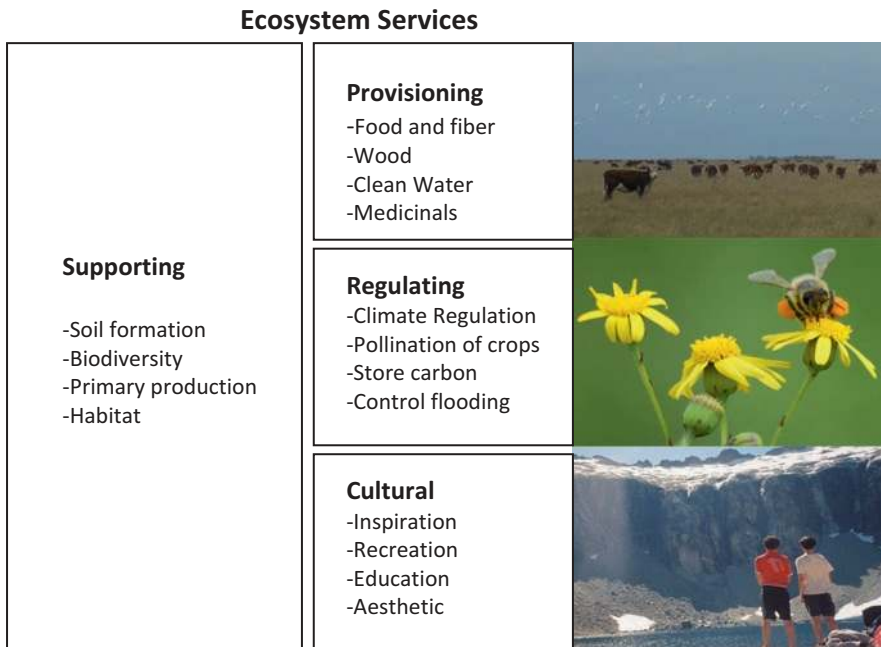 Ecosystem Services
Supporting
-Soil formation
-Biodiversity
-Primary production
-Habitat
Provisioning
-Food and fiber
-Wood
-Clean Water
-Medicinals
Regulating
-Climate Regulation
-Pollination of crops
-Store carbon
-Control flooding
Cultural
-Inspiration
-Recreation
-Education
-Aesthetic